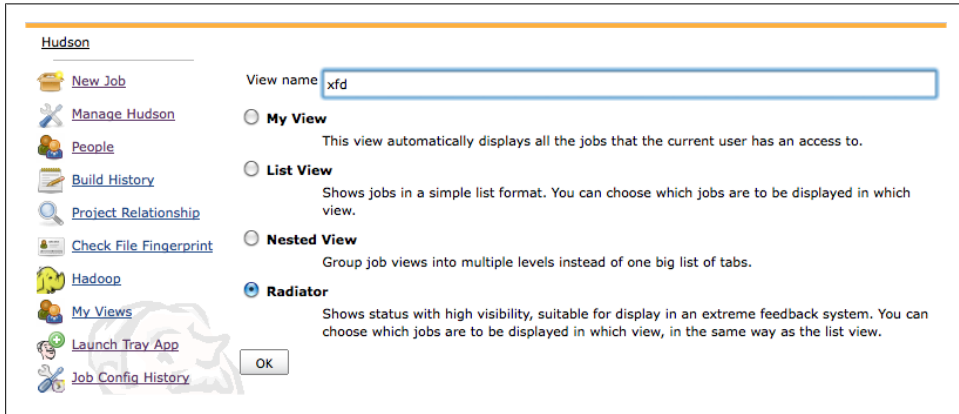 Hudson
New Job
Manage Hudson
People
Build History
Project Relationship
Check File Fingerprint
Hadoop
My Views
Launch Tray App
Job Config History
View name xfd
My View
This view automatically displays all the jobs that the current user has an access to.
List View
Shows jobs in a simple list format. You can choose which jobs are to be displayed in which
view.
Nested View
Group job views into multiple levels instead of one big list of tabs.
Radiator
Shows status with high visibility, suitable for display in an extreme feedback system. You can
choose which jobs are to be displayed in which view, in the same way as the list view.
OK